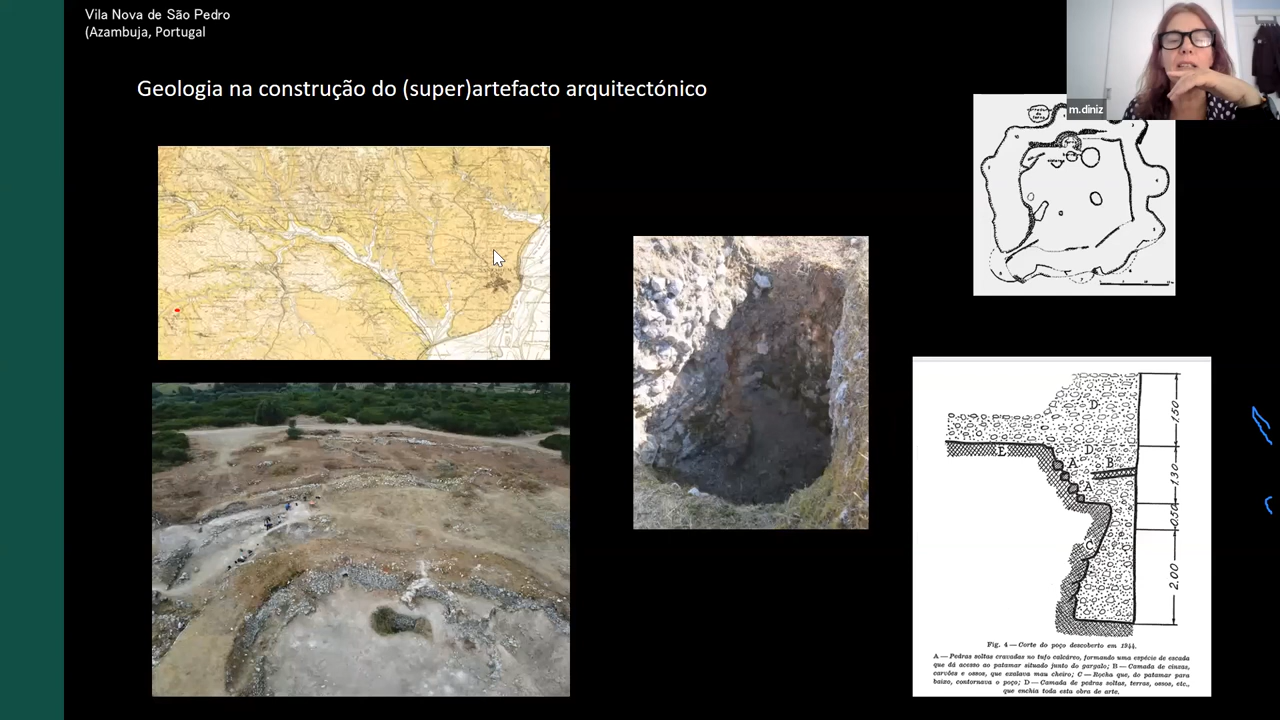 Vila Nova de São Pedro
(Azambuja, Portugal
Geologia na construção do (super)artefacto arquitectónico
m.diniz
D
1.50
E
D
A
B
1.30
A
0.50
C
2.00
Fig. 4 — Corte do poço descoberto em 1944.
A — Pedras soltas cravadas no tufo calcáreo, formando uma espécie de escada
que dá acesso ao patamar situado junto do gargalo; B — Camada de cinzas,
carvões e ossos, que exalava mau cheiro; C — Rocha que, do patamar para
baixo, contornava o poço; D — Camada de pedras soltas, terras, ossos, etc.,
que enchia toda esta obra de arte.